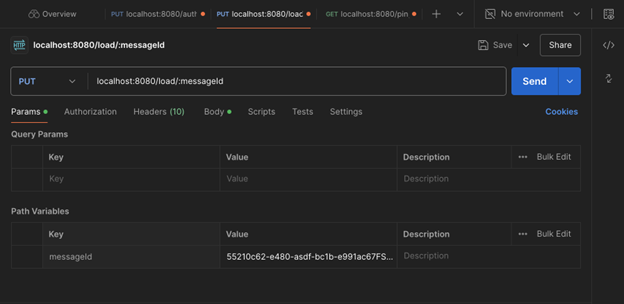 Overview PUT localhost:8080/auth PUT localhost:8080/load GET localhost:8080/pin No environment
HTTP localhost:8080/load/:messageId Save Share
PUT localhost:8080/load/:messageId Send
Params Authorization Headers (10) Body Scripts Tests Settings Cookies
Query Params
Key Value Description Bulk Edit
Key Value Description
Path Variables
Key Value Description Bulk Edit
messageId 55210c62-e480-asdf-bc1b-e991ac67FS... Description